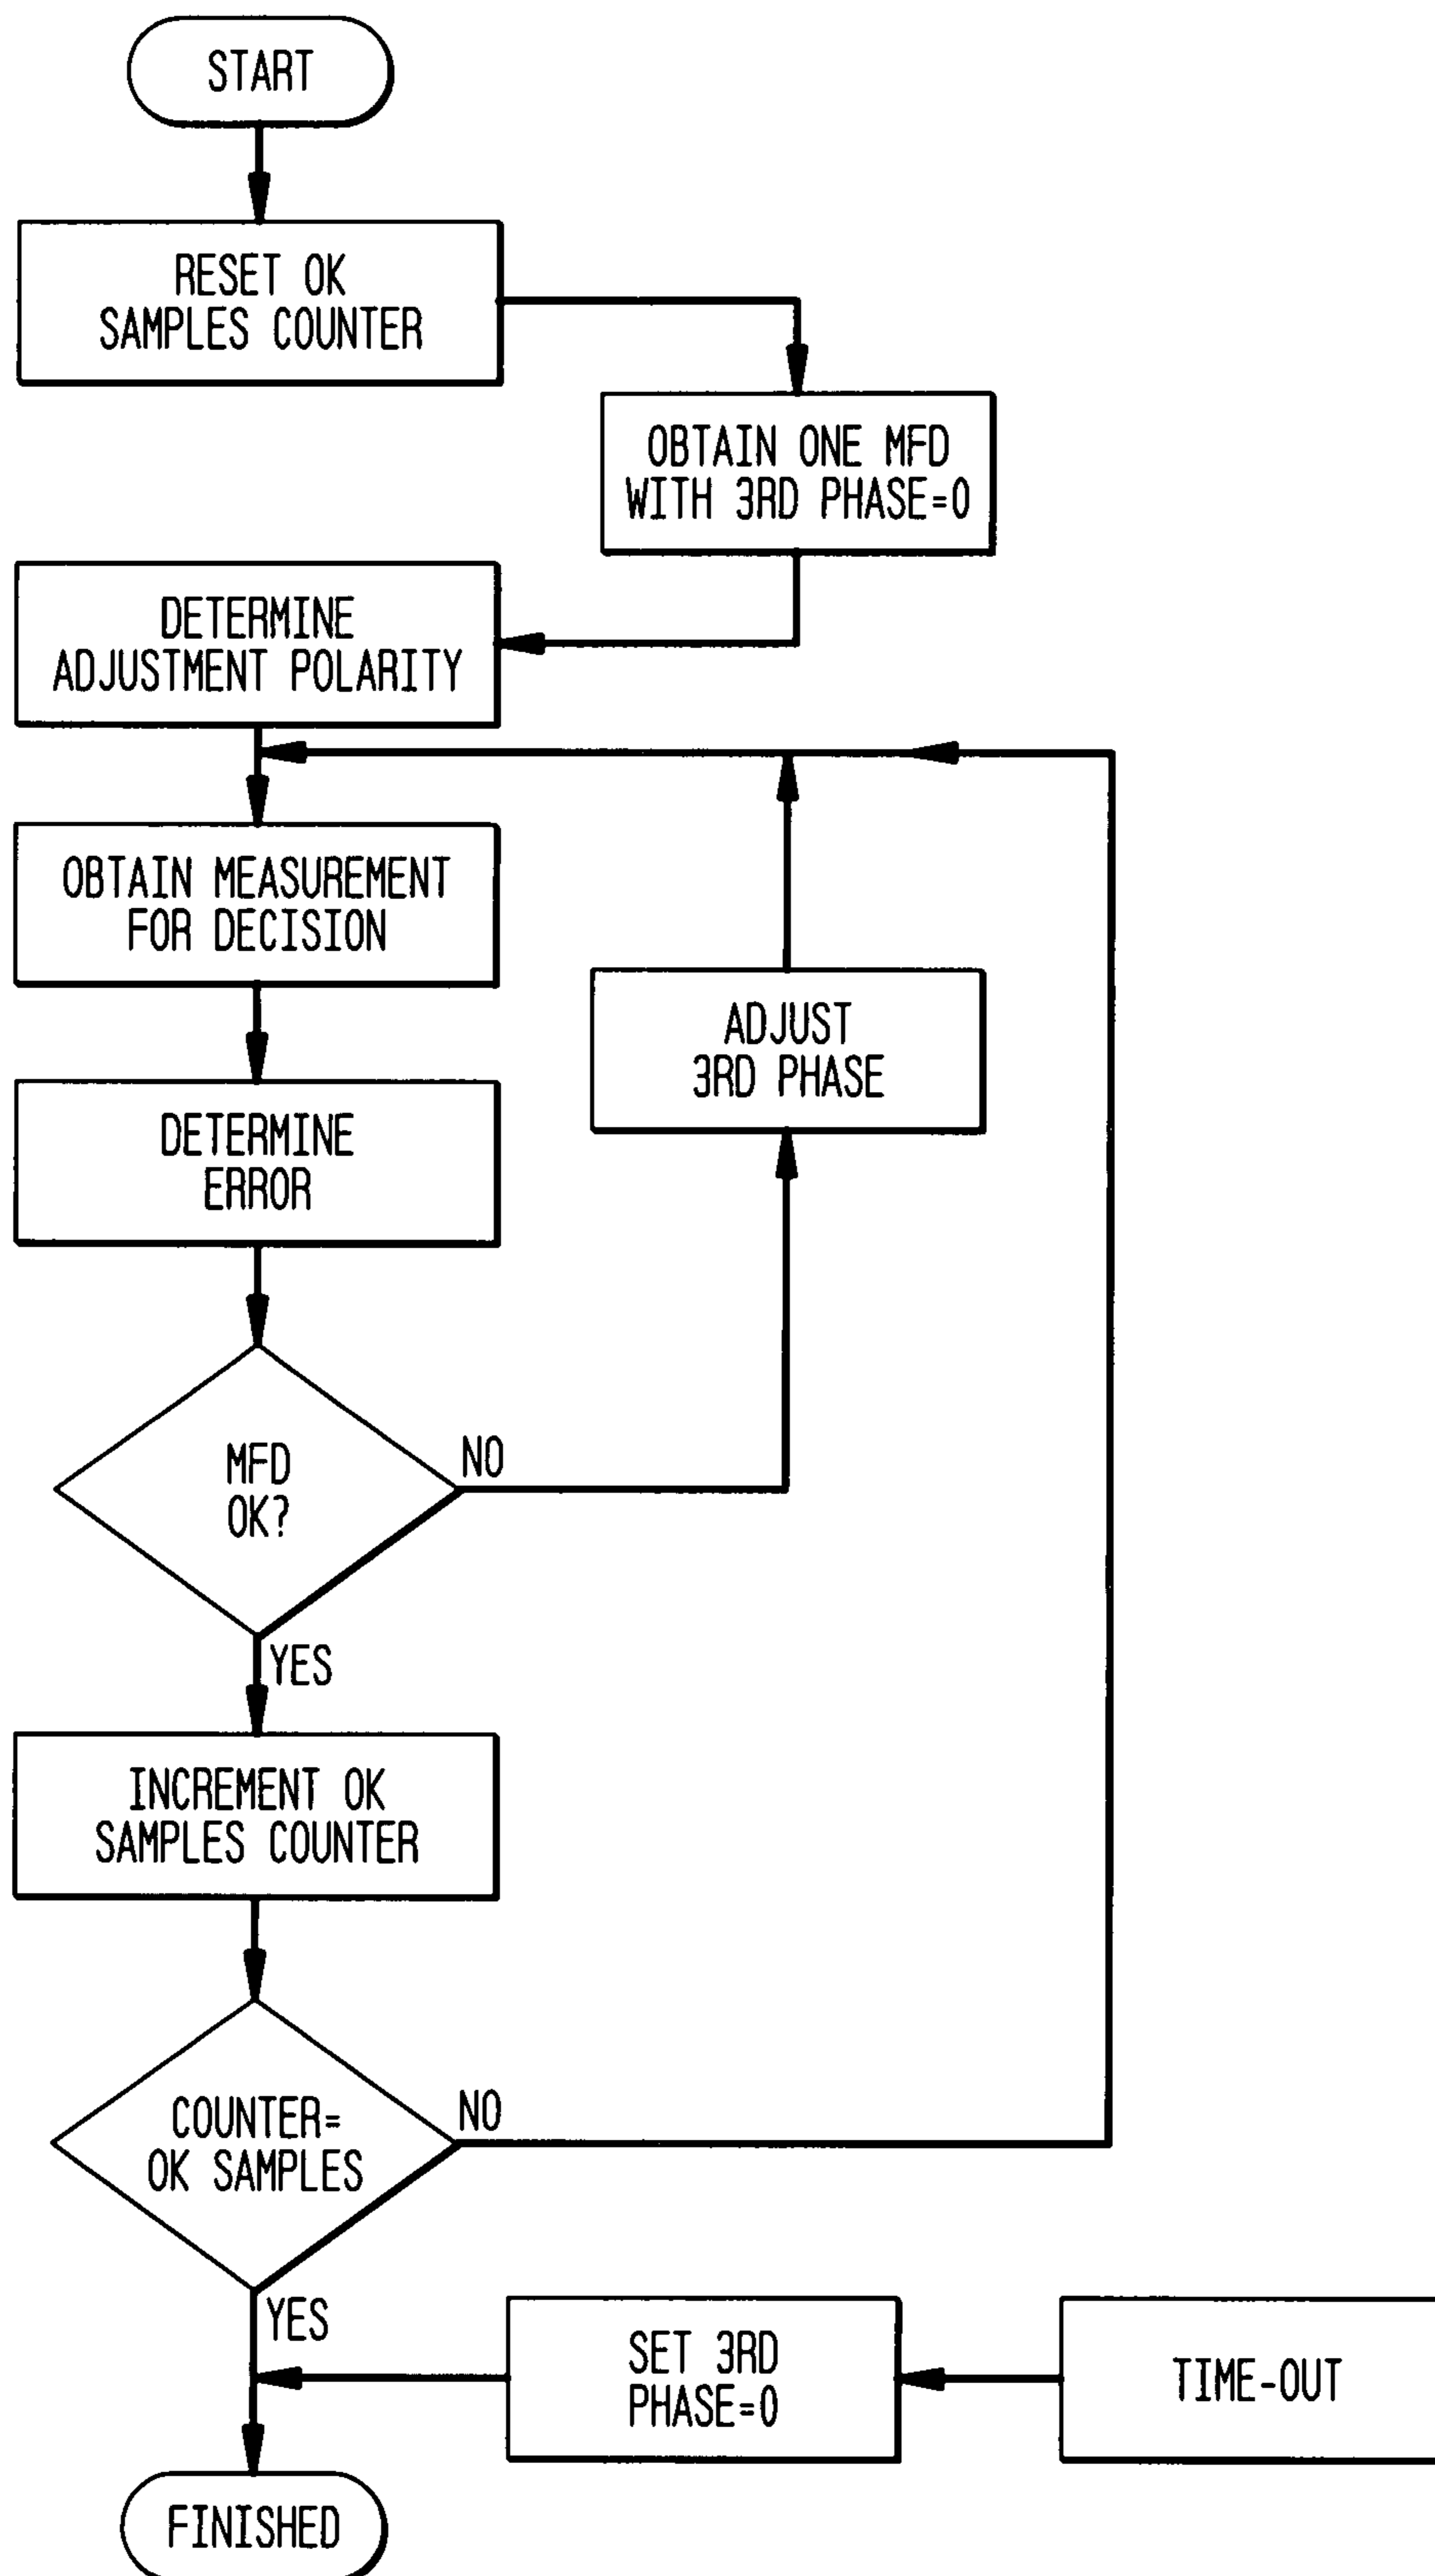 START
RESET OK
SAMPLES COUNTER
OBTAIN ONE MFD
WITH 3RD PHASE=0
DETERMINE
ADJUSTMENT POLARITY
OBTAIN MEASUREMENT
FOR DECISION
ADJUST
3RD PHASE
DETERMINE
ERROR
MFD
OK?
NO
YES
INCREMENT OK
SAMPLES COUNTER
COUNTER=
OK SAMPLES
NO
YES
SET 3RD
PHASE=0
TIME-OUT
FINISHED